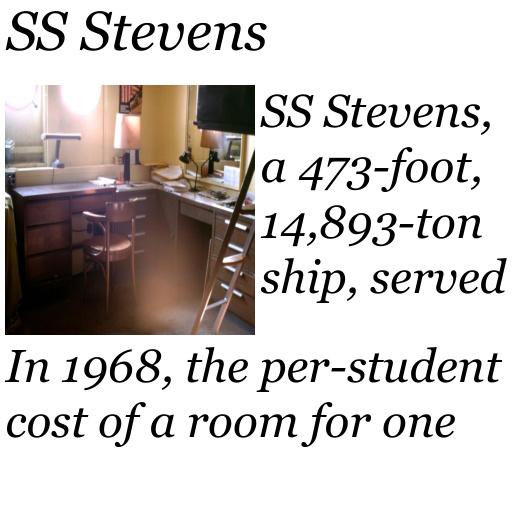 SS Stevens
SS Stevens,
a 473-foot,
14,893-ton
ship, served
In 1968, the per-student
cost of a room for one